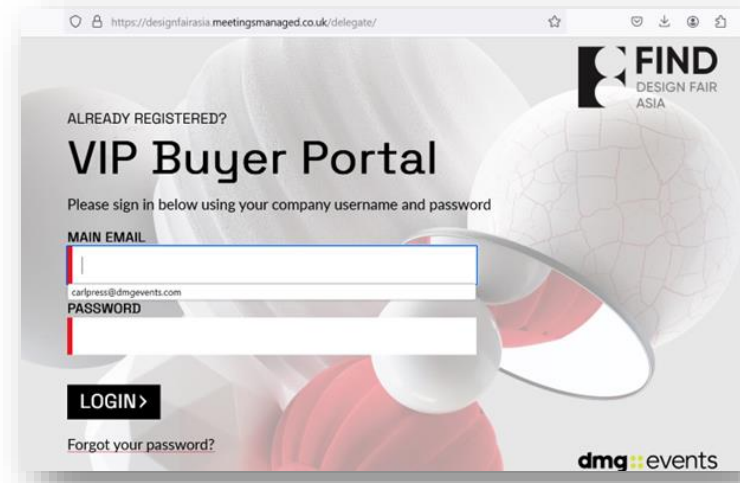 https://designfairasia.meetingsmanaged.co.uk/delegate/
FIND
DESIGN FAIR
ASIA
ALREADY REGISTERED?
VIP Buyer Portal
Please sign in below using your company username and password
MAIN EMAIL
carlpress@dmgevents.com
PASSWORD
LOGIN>
Forgot your password?
dmg::events